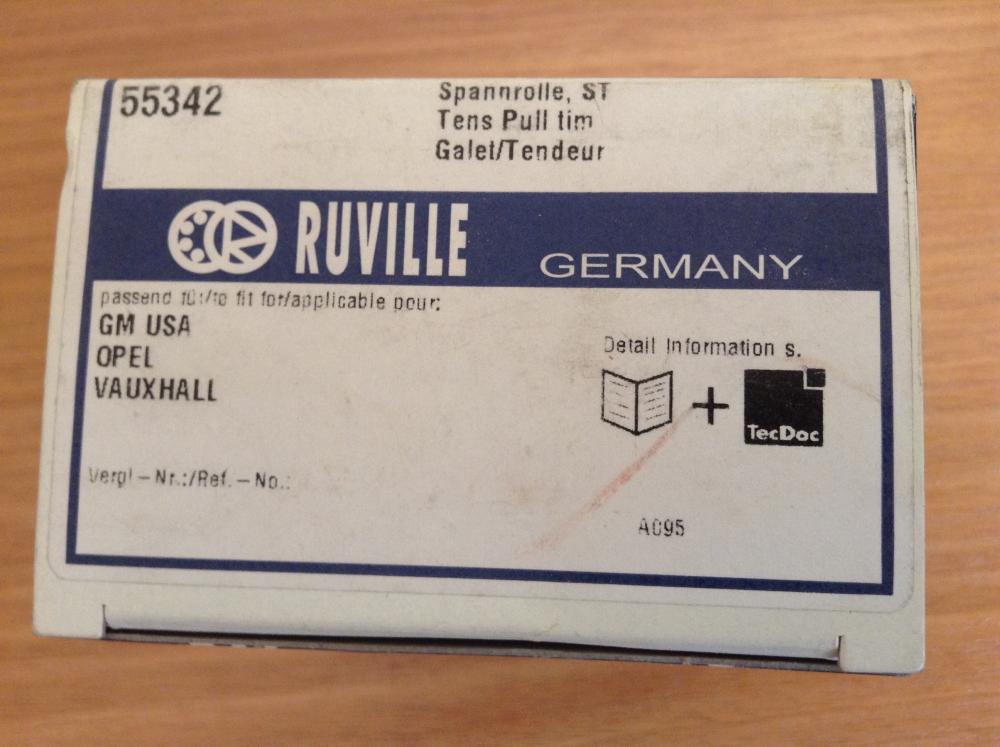 55342
Spannrolle, ST
Tens Pull tim
Galet/Tendeur
RUVILLE
GERMANY
passend für/to fit for/applicable pour:
GM USA
OPEL
VAUXHALL
Detail Information s.
+
TecDoc
Vergl-Nr.:/Ref.-No.:
A095